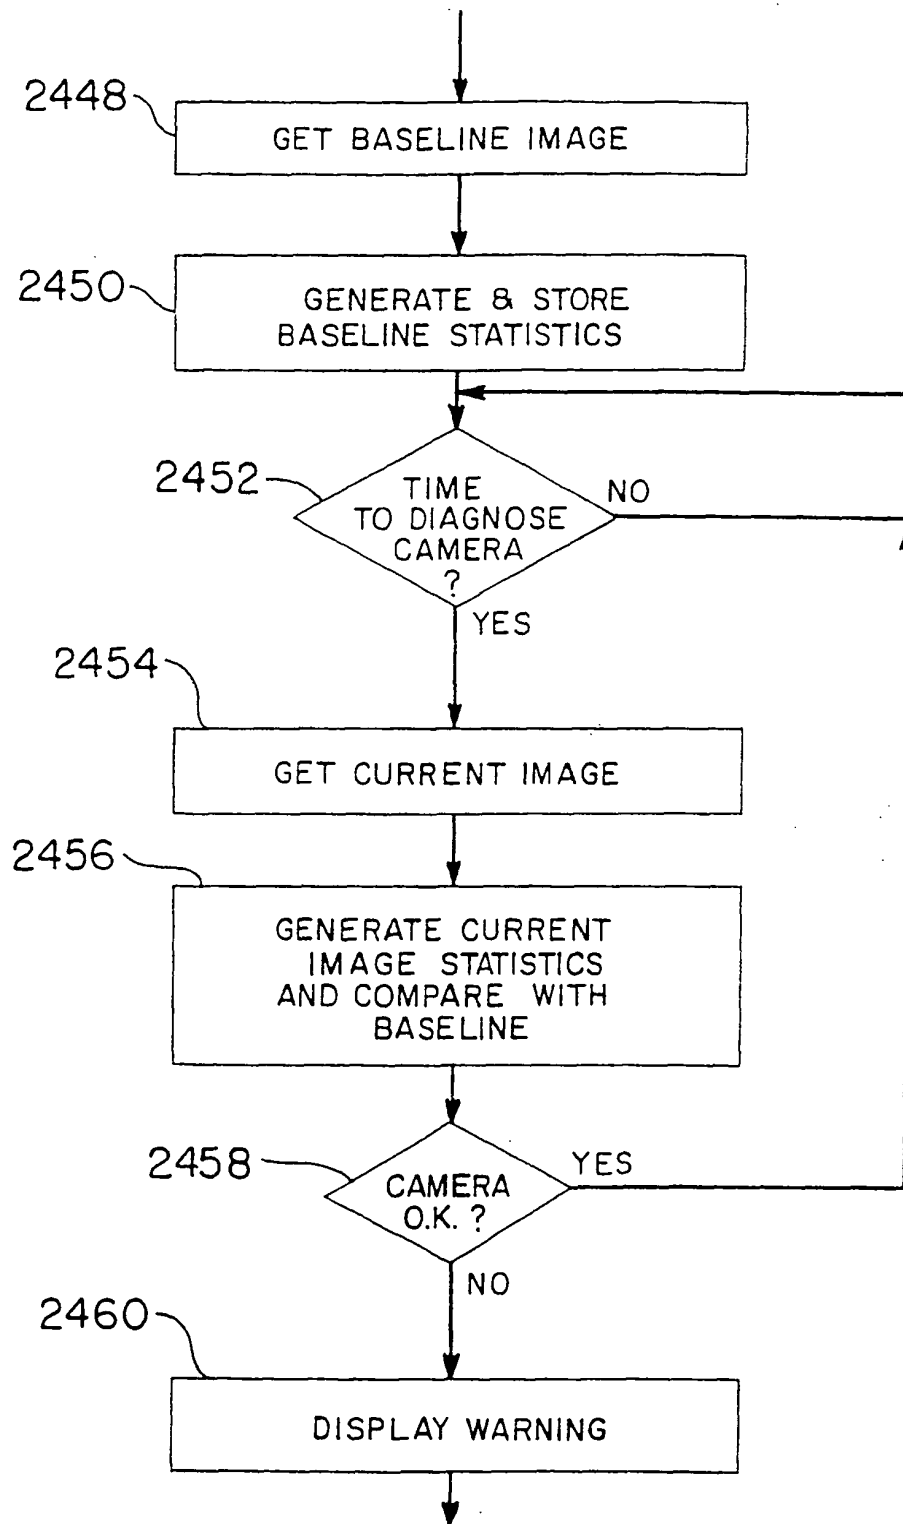 2448
GET BASELINE IMAGE
2450
GENERATE & STORE
BASELINE STATISTICS
2452
TIME
TO DIAGNOSE
CAMERA
?
NO
YES
2454
GET CURRENT IMAGE
2456
GENERATE CURRENT
IMAGE STATISTICS
AND COMPARE WITH
BASELINE
2458
CAMERA
O.K. ?
YES
NO
2460
DISPLAY WARNING